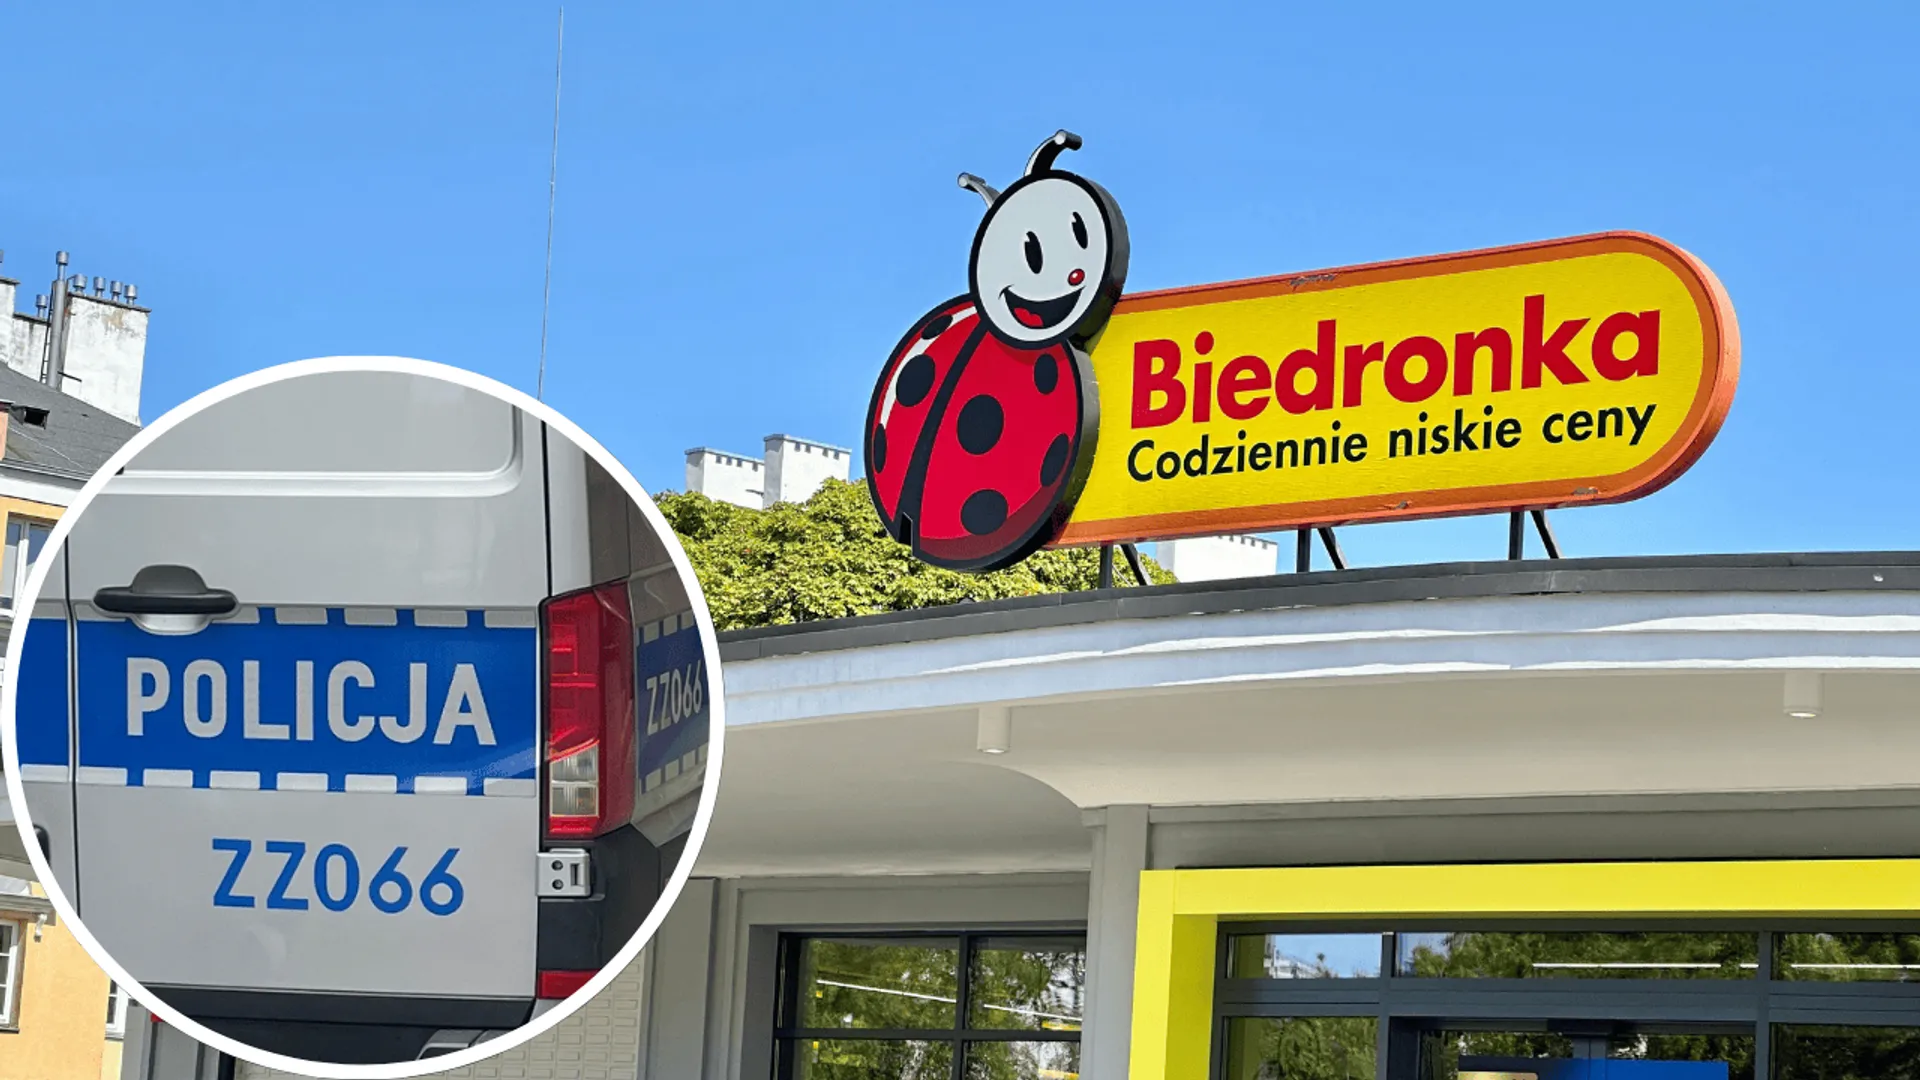 Biedronka
Codziennie niskie ceny
POLICJA
ZZ066
ZZ066